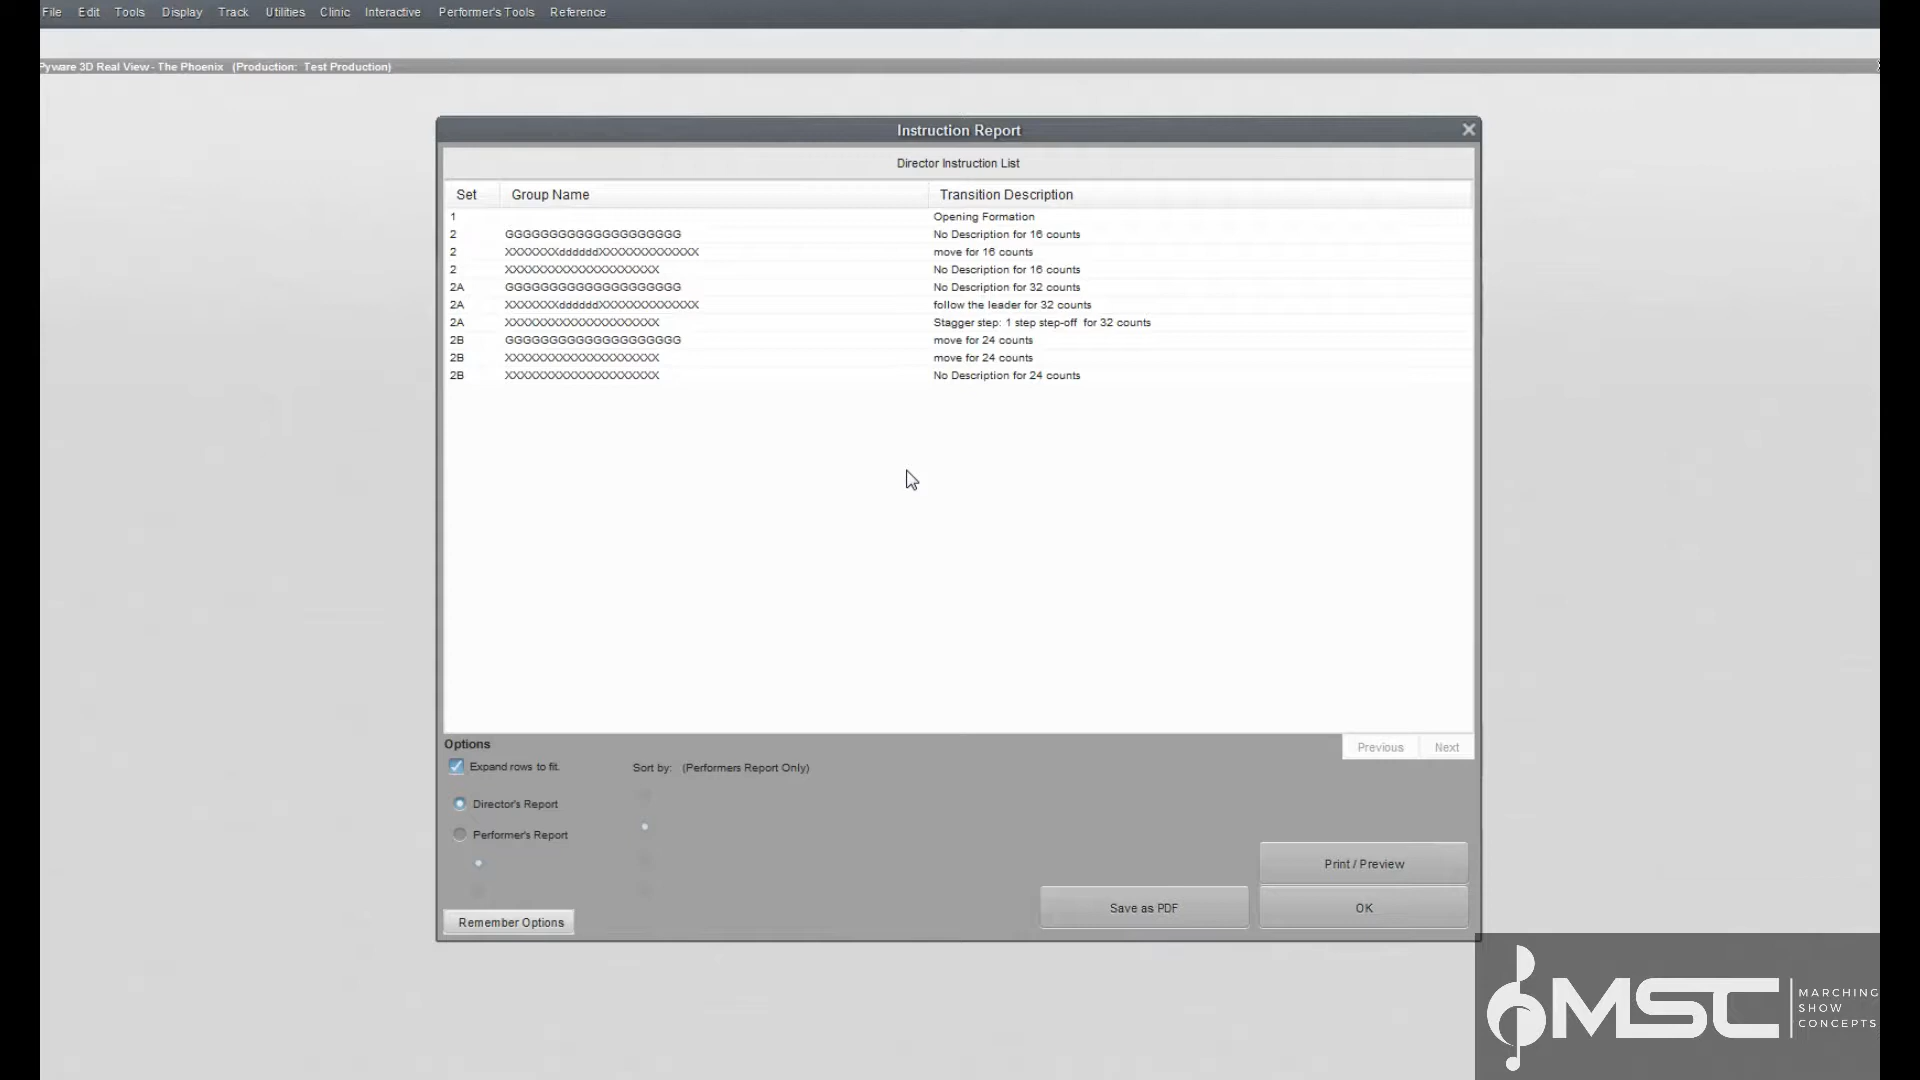 File Edit Tools Display Track Utilities Clinic Interactive Performer's Tools Reference
Pyware 3D Real View - The Phoenix (Production: Test Production)
Instruction Report
Director Instruction List
Set Group Name Transition Description
1 Opening Formation
2 GGGGGGGGGGGGGGGGGGGG No Description for 16 counts
2 XXXXXXXddddddXXXXXXXXXXXXX move for 16 counts
2 XXXXXXXXXXXXXXXXXXXX No Description for 16 counts
2A GGGGGGGGGGGGGGGGGGGG No Description for 32 counts
2A XXXXXXXddddddXXXXXXXXXXXXX follow the leader for 32 counts
2A XXXXXXXXXXXXXXXXXXXX Stagger step: 1 step step-off for 32 counts
2B GGGGGGGGGGGGGGGGGGGG move for 24 counts
2B XXXXXXXXXXXXXXXXXXXX move for 24 counts
2B XXXXXXXXXXXXXXXXXXXX No Description for 24 counts
Options
Previous Next
Expand rows to fit.
Sort by: (Performers Report Only)
Director's Report
Performer's Report
Print / Preview
Save as PDF
OK
Remember Options
MSC
MARCHING
SHOW
CONCEPTS